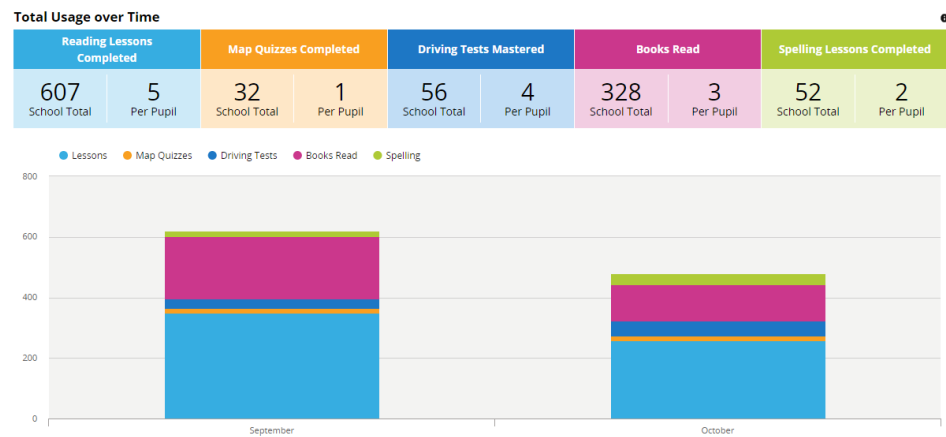 Total Usage over Time
Reading Lessons
Completed
Map Quizzes Completed
Driving Tests Mastered
Books Read
Spelling Lessons Completed
607
School Total
5
Per Pupil
32
School Total
1
Per Pupil
56
School Total
4
Per Pupil
328
School Total
3
Per Pupil
52
School Total
2
Per Pupil
Lessons
Map Quizzes
Driving Tests
Books Read
Spelling
800
600
400
200
0
September
October